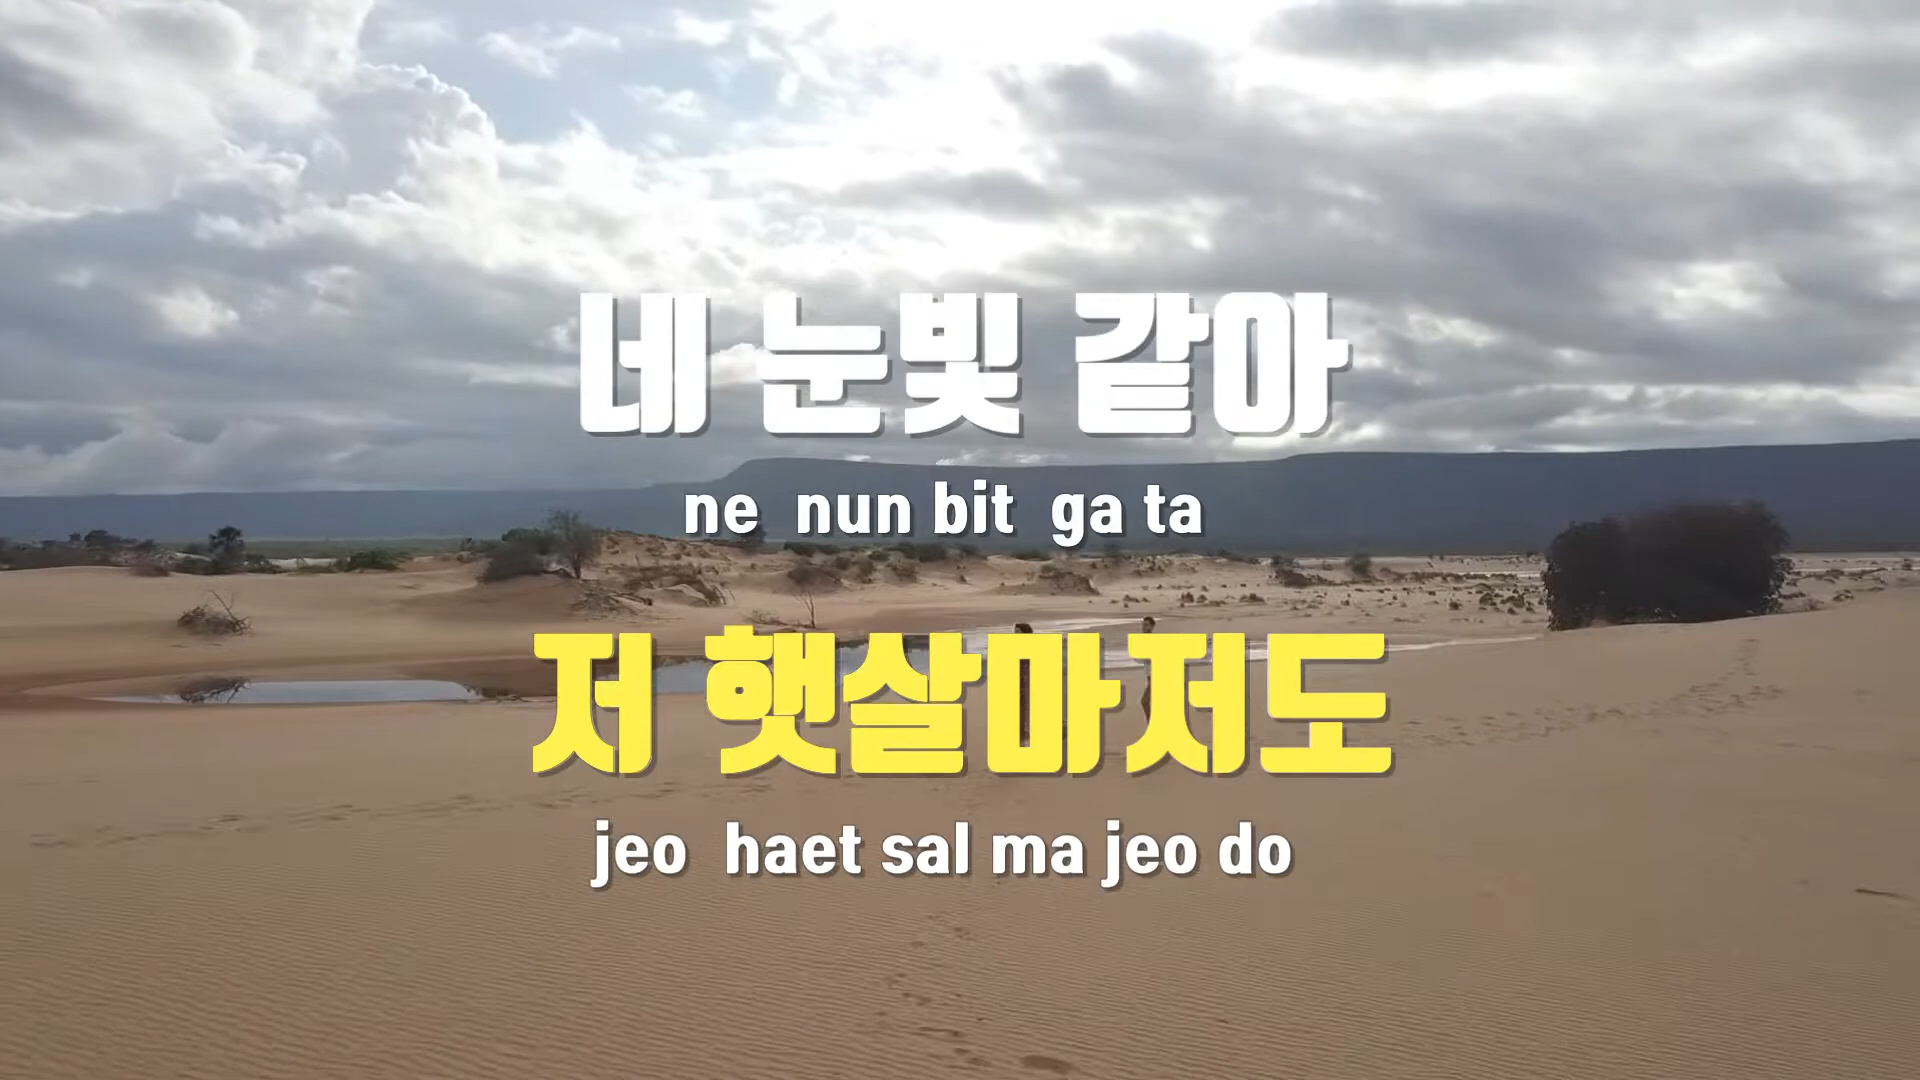 네 눈빛 같아
ne nun bit ga ta
저 햇살마저도
jeo haet sal ma jeo do